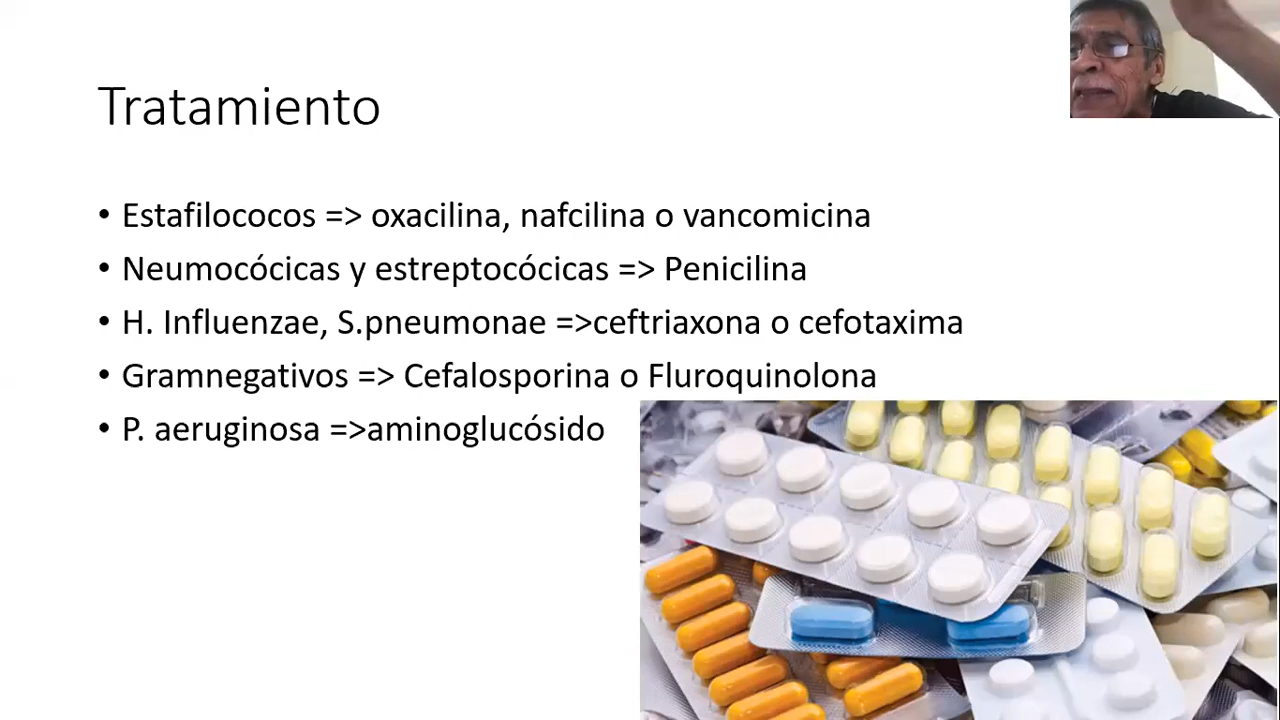 Tratamiento
• Estafilococos => oxacilina, nafcilina o vancomicina
• Neumocócicas y estreptocócicas => Penicilina
• H. Influenzae, S.pneumonae =>ceftriaxona o cefotaxima
• Gramnegativos => Cefalosporina o Fluroquinolona
• P. aeruginosa =>aminoglucósido